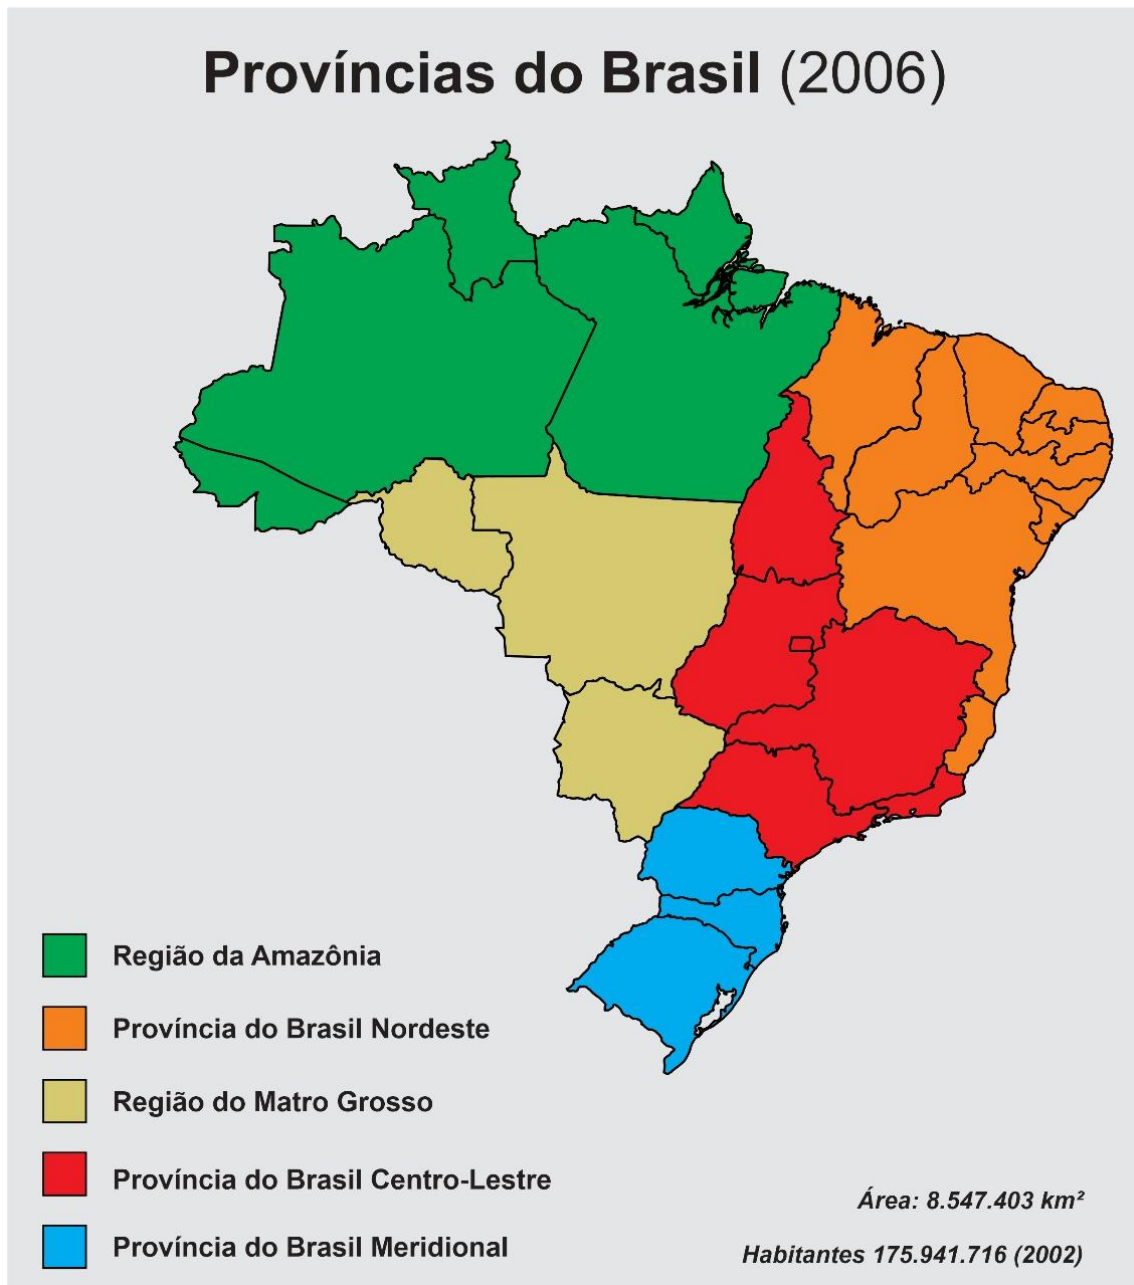 Províncias do Brasil (2006)
Região da Amazônia
Província do Brasil Nordeste
Região do Matro Grosso
Província do Brasil Centro-Lestre
Província do Brasil Meridional
Área: 8.547.403 km²
Habitantes 175.941.716 (2002)